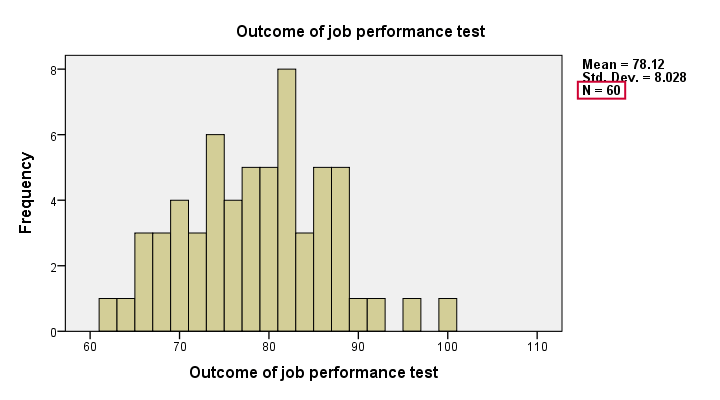 Outcome of job performance test
Mean = 78.12
Std. Dev. = 8.028
N = 60
Frequency
8
6
4
2
0
60 70 80 90 100 110
Outcome of job performance test